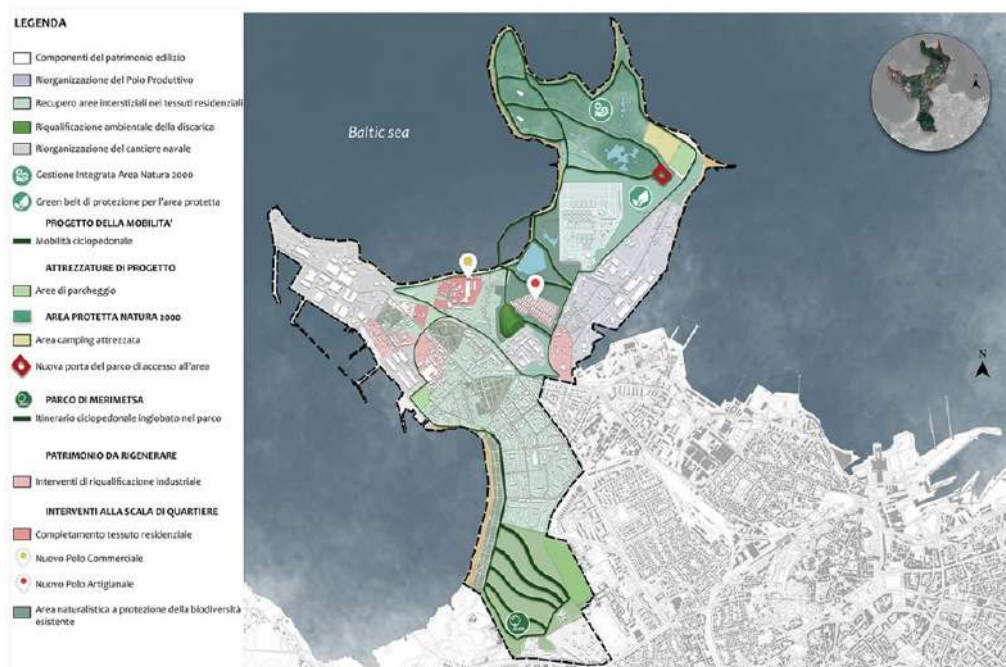 LEGENDA
Componenti del patrimonio edilizio
Riorganizzazione del Polo Produttivo
Recupero aree interstiziali nei tessuti residenziali
Riqualificazione ambientale della discarica
Riorganizzazione del cantiere navale
Gestione Integrata Area Natura 2000
Green belt di protezione per l'area protetta
PROGETTO DELLA MOBILITA'
Mobilità ciclopedonale
ATTREZZATURE DI PROGETTO
Aree di parcheggio
AREA PROTETTA NATURA 2000
Area camping attrezzata
Nuova porta del parco di accesso all'area
PARCO DI MERIMETSA
Itinerario ciclopedonale inglobato nel parco
PATRIMONIO DA RIGENERARE
Interventi di riqualificazione industriale
INTERVENTI ALLA SCALA DI QUARTIERE
Completamento tessuto residenziale
Nuovo Polo Commerciale
Nuovo Polo Artigianale
Area naturalistica a protezione della biodiversità
esistente
Baltic sea
N